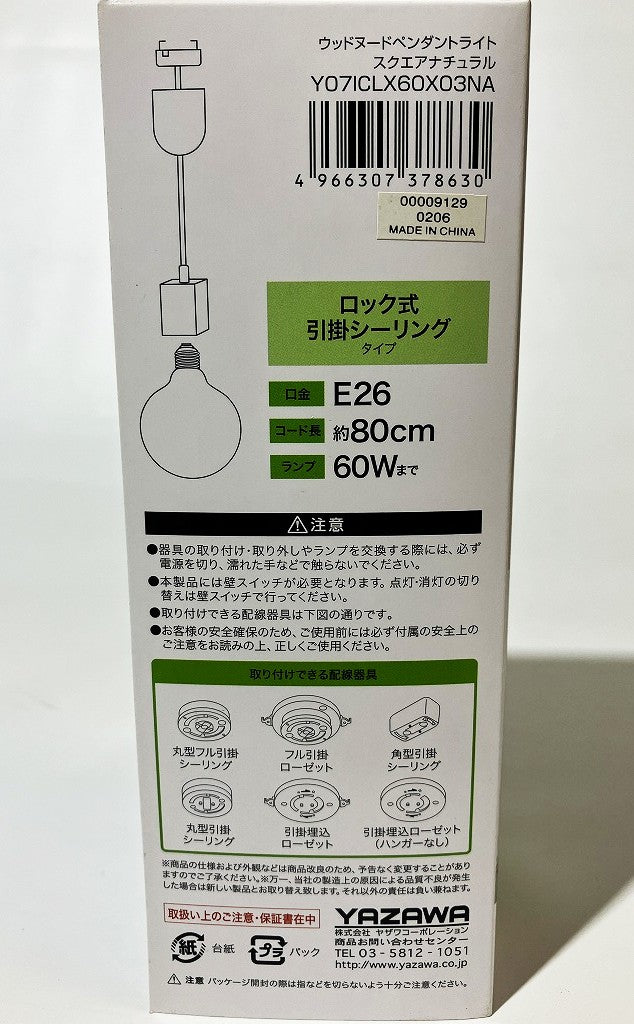 ウッドヌードペンダントライト
スクエアナチュラル
Y07ICLX60X03NA
4 966307 378630
00009129
0206
MADE IN CHINA
ロック式
引掛シーリング
タイプ
口金 E26
コード長 約80cm
ランプ 60Wまで
⚠注意
●器具の取り付け・取り外しやランプを交換する際には、必ず
電源を切り、濡れた手などで触らないでください。
●本製品には壁スイッチが必要となります。点灯・消灯の切り
替えは壁スイッチで行ってください。
●取り付けできる配線器具は下図の通りです。
●お客様の安全確保のため、ご使用前には必ず付属の安全上の
ご注意をお読みの上、正しくご使用ください。
取り付けできる配線器具
丸型フル引掛
シーリング
フル引掛
ローゼット
角型引掛
シーリング
丸型引掛
シーリング
引掛埋込
ローゼット
引掛埋込ローゼット
(ハンガーなし)
※商品の仕様および外観などは商品改良のため、予告なく変更することがあり
ますのでご了承ください。※万一、当社の製造上の原因による品質不良が発生
した場合は新しい製品とお取り替え致します。それ以外の責任は負い兼ねます。
取扱い上のご注意・保証書在中
紙 台紙
プラ パック
YAZAWA
株式会社 ヤザワコーポレーション
商品お問い合わせセンター
TEL 03-5812-1051
http://www.yazawa.co.jp
⚠ 注意 パッケージ開封の際は指などを切らないよう十分ご注意ください。